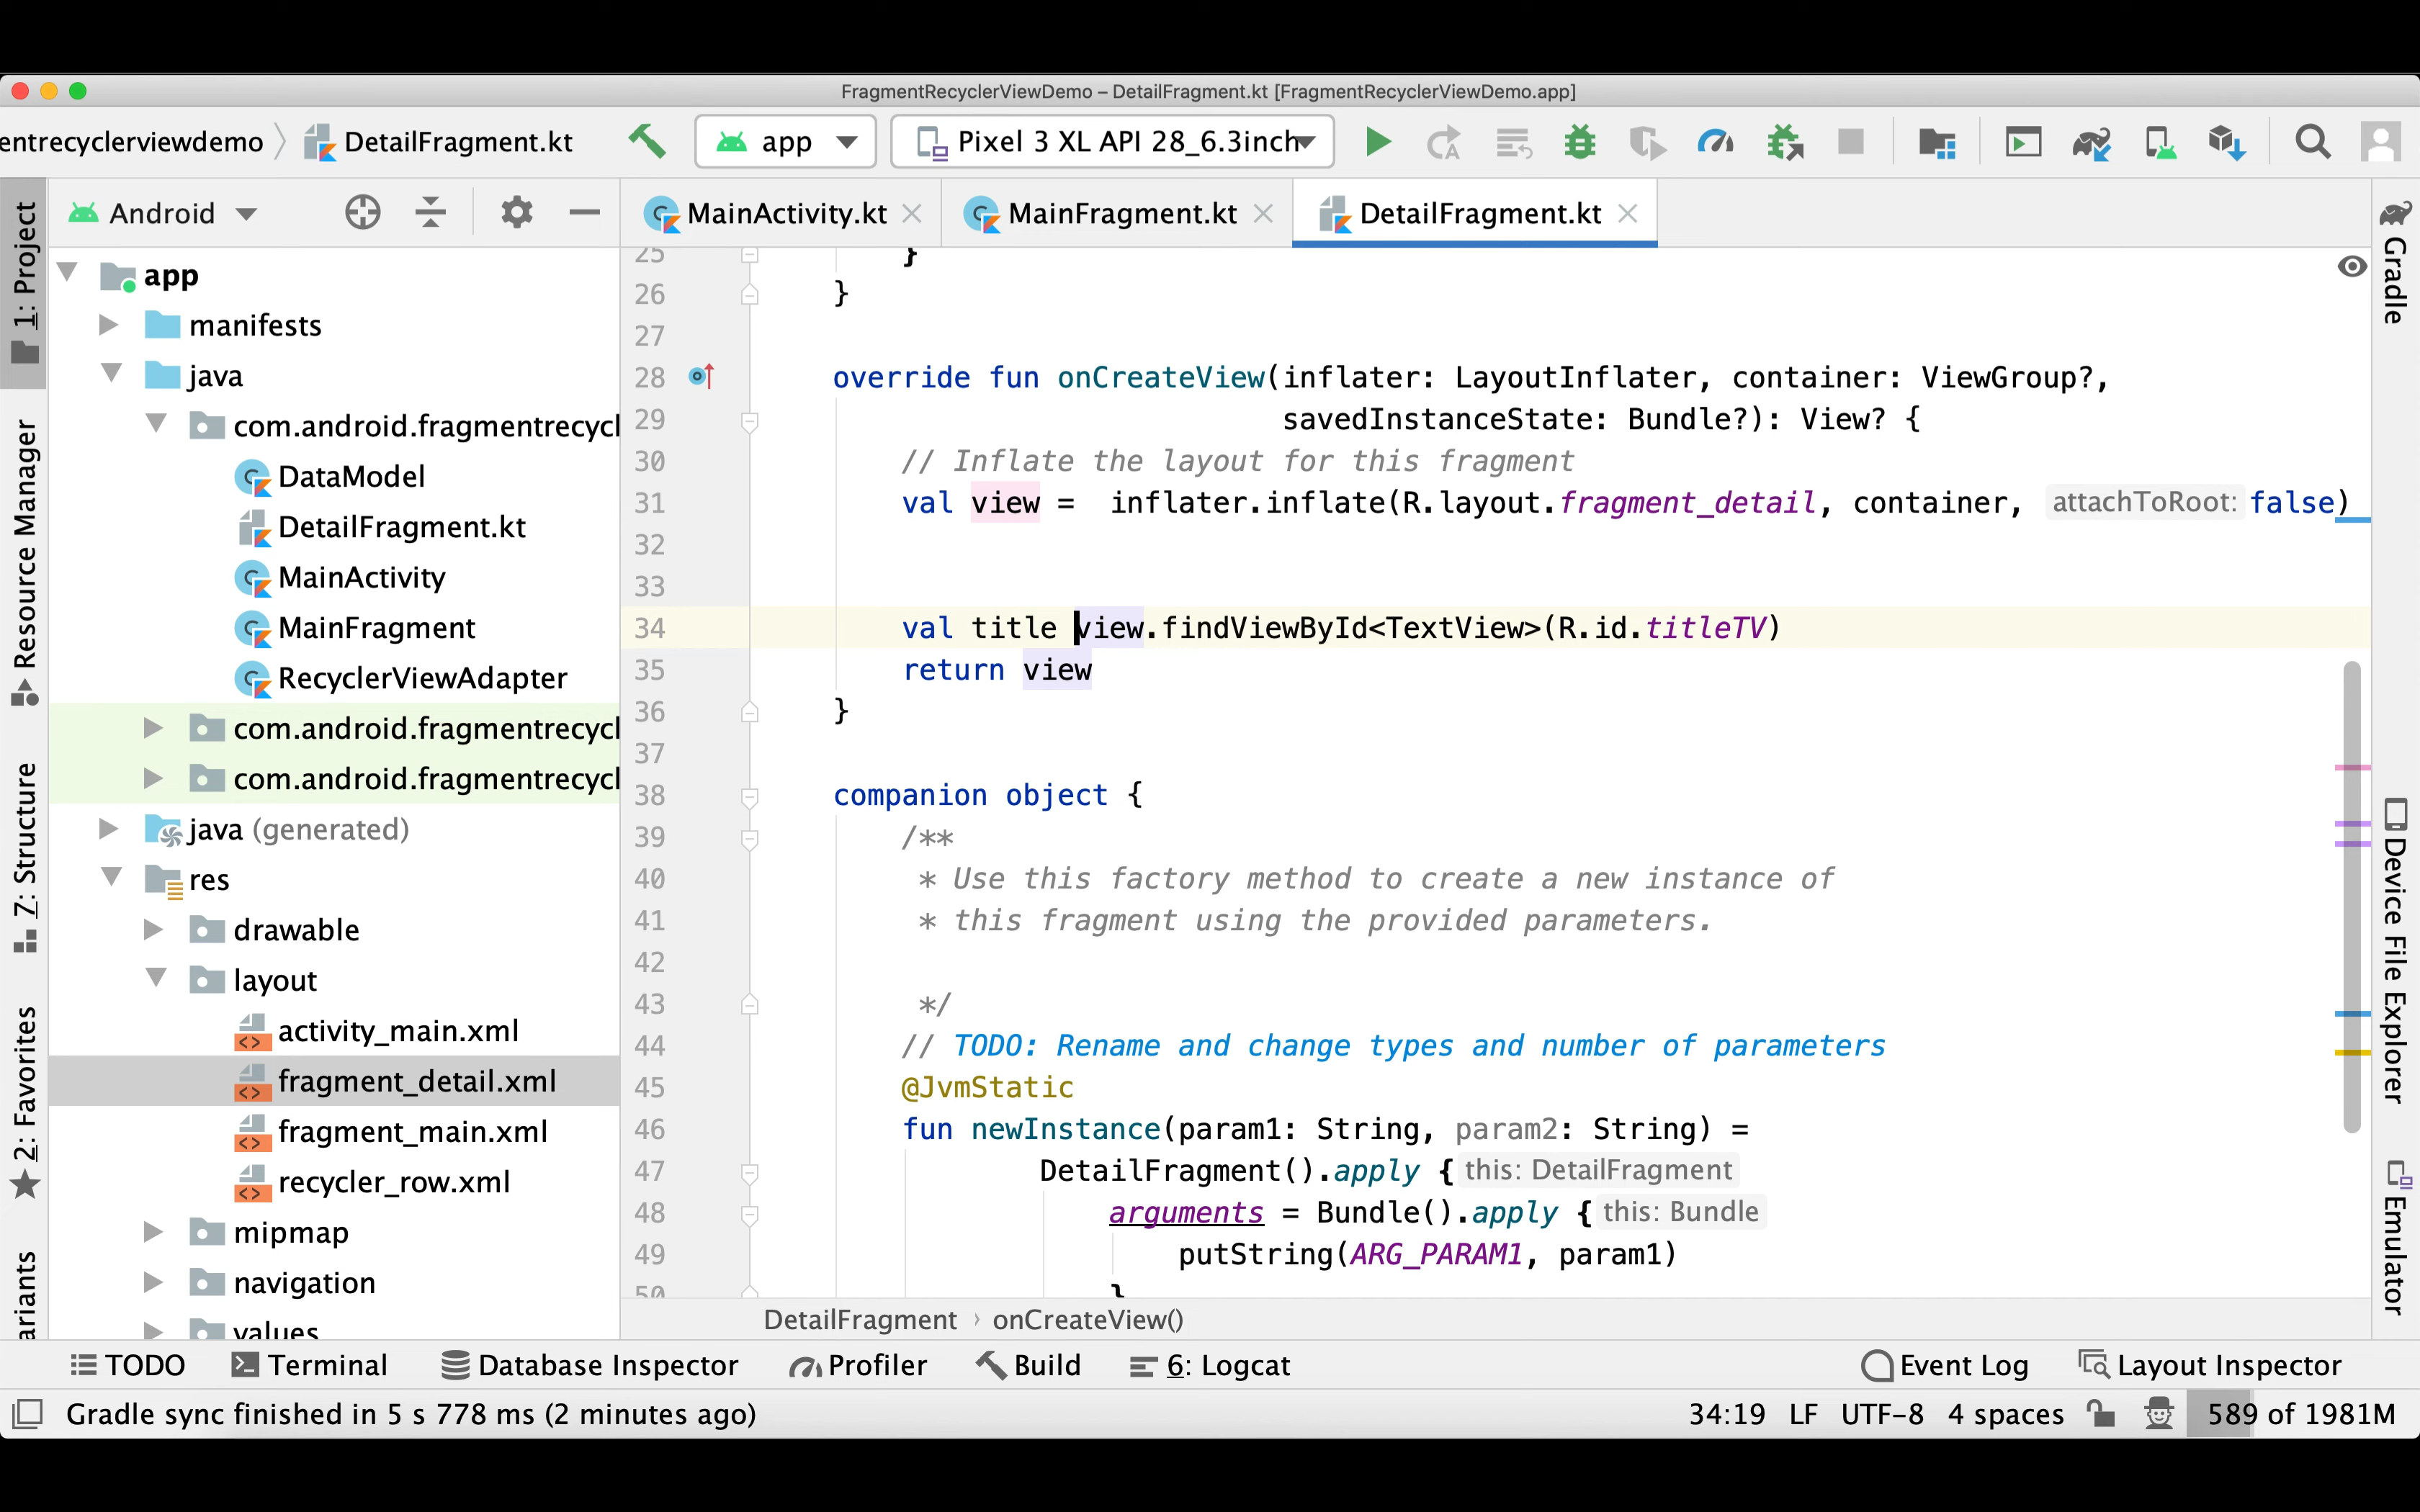 FragmentRecyclerViewDemo – DetailFragment.kt [FragmentRecyclerViewDemo.app]
entrecyclerviewdemo DetailFragment.kt app Pixel 3 XL API 28_6.3inch
Android MainActivity.kt MainFragment.kt DetailFragment.kt
1: Project
Resource Manager
7: Structure
2: Favorites
ariants
app
manifests
java
com.android.fragmentrecycl
DataModel
DetailFragment.kt
MainActivity
MainFragment
RecyclerViewAdapter
com.android.fragmentrecycl
com.android.fragmentrecycl
java (generated)
res
drawable
layout
activity_main.xml
fragment_detail.xml
fragment_main.xml
recycler_row.xml
mipmap
navigation
values
25 }
26 }
27
28 override fun onCreateView(inflater: LayoutInflater, container: ViewGroup?,
29 savedInstanceState: Bundle?): View? {
30 // Inflate the layout for this fragment
31 val view =  inflater.inflate(R.layout.fragment_detail, container, attachToRoot: false)
32
33
34 val title view.findViewById<TextView>(R.id.titleTV)
35 return view
36 }
37
38 companion object {
39 /**
40 * Use this factory method to create a new instance of
41 * this fragment using the provided parameters.
42
43 */
44 // TODO: Rename and change types and number of parameters
45 @JvmStatic
46 fun newInstance(param1: String, param2: String) =
47 DetailFragment().apply { this: DetailFragment
48 arguments = Bundle().apply { this: Bundle
49 putString(ARG_PARAM1, param1)
50 }
DetailFragment › onCreateView()
Gradle
Device File Explorer
Emulator
TODO Terminal Database Inspector Profiler Build 6: Logcat Event Log Layout Inspector
Gradle sync finished in 5 s 778 ms (2 minutes ago) 34:19 LF UTF-8 4 spaces 589 of 1981M